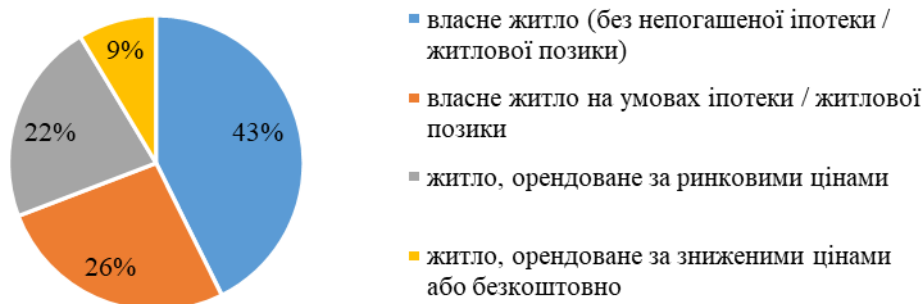 9%
22%
43%
26%
власне житло (без непогашеної іпотеки /
житлової позики)
власне житло на умовах іпотеки / житлової
позики
житло, орендоване за ринковими цінами
житло, орендоване за зниженими цінами
або безкоштовно